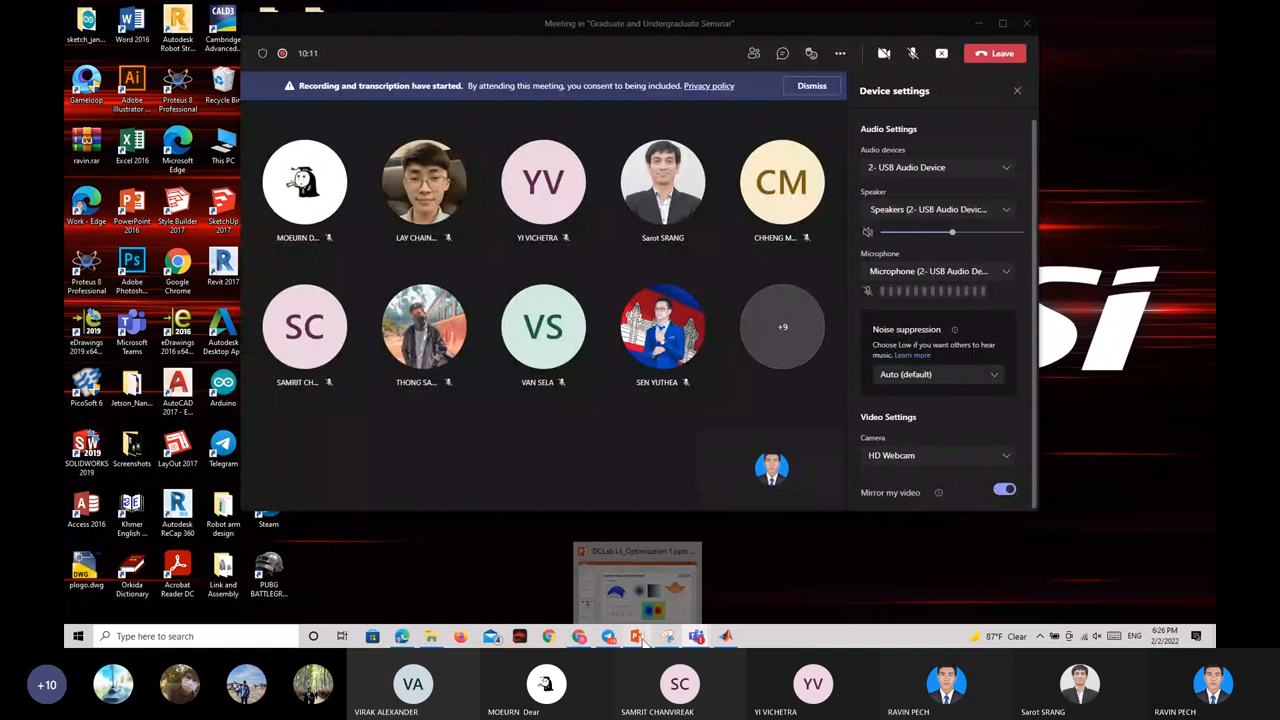 Meeting in "Graduate and Undergraduate Seminar"
10:11
Leave
Recording and transcription have started. By attending this meeting, you consent to being included. Privacy policy
Dismiss
MOEURN D...
LAY CHAIN...
YV
YI VICHETRA
Sarot SRANG
CM
CHHENG M...
SC
SAMRIT CH...
THONG SA...
VS
VAN SELA
SEN YUTHEA
+9
Device settings
Audio Settings
Audio devices
2- USB Audio Device
Speaker
Speakers (2- USB Audio Devic...
Microphone
Microphone (2- USB Audio De...
Noise suppression
Choose Low if you want others to hear
music. Learn more
Auto (default)
Video Settings
Camera
HD Webcam
Mirror my video
sketch_jan...
Word 2016
Autodesk
Robot Str...
CALD3
Cambridge
Advanced...
Gameloop
Ai
Adobe
Illustrator ...
Proteus 8
Professional
Recycle Bin
ravin.rar
Excel 2016
Microsoft
Edge
This PC
Work - Edge
PowerPoint
2016
Style Builder
2017
SketchUp
2017
Proteus 8
Professional
Ps
Adobe
Photosh...
Google
Chrome
Revit 2017
eDrawings
2019 x64...
Microsoft
Teams
eDrawings
2016 x64...
Autodesk
Desktop Ap
PicoSoft 6
Jetson_Nan...
AutoCAD
2017 - E...
Arduino
SOLIDWORKS
2019
Screenshots
LayOut 2017
Telegram
Access 2016
Khmer
English ...
Autodesk
ReCap 360
Robot arm
design
Steam
DWG
plogo.dwg
Orkida
Dictionary
Acrobat
Reader DC
Link and
Assembly
PUBG
BATTLEGR...
Si
DCLab L6_Optimization 1.ppts ...
Type here to search
87°F Clear
ENG
6:26 PM
2/2/2022
+10
VA
VIRAK ALEXANDER
MOEURN Dear
SC
SAMRIT CHANVIREAK
YV
YI VICHETRA
RAVIN PECH
Sarot SRANG
RAVIN PECH